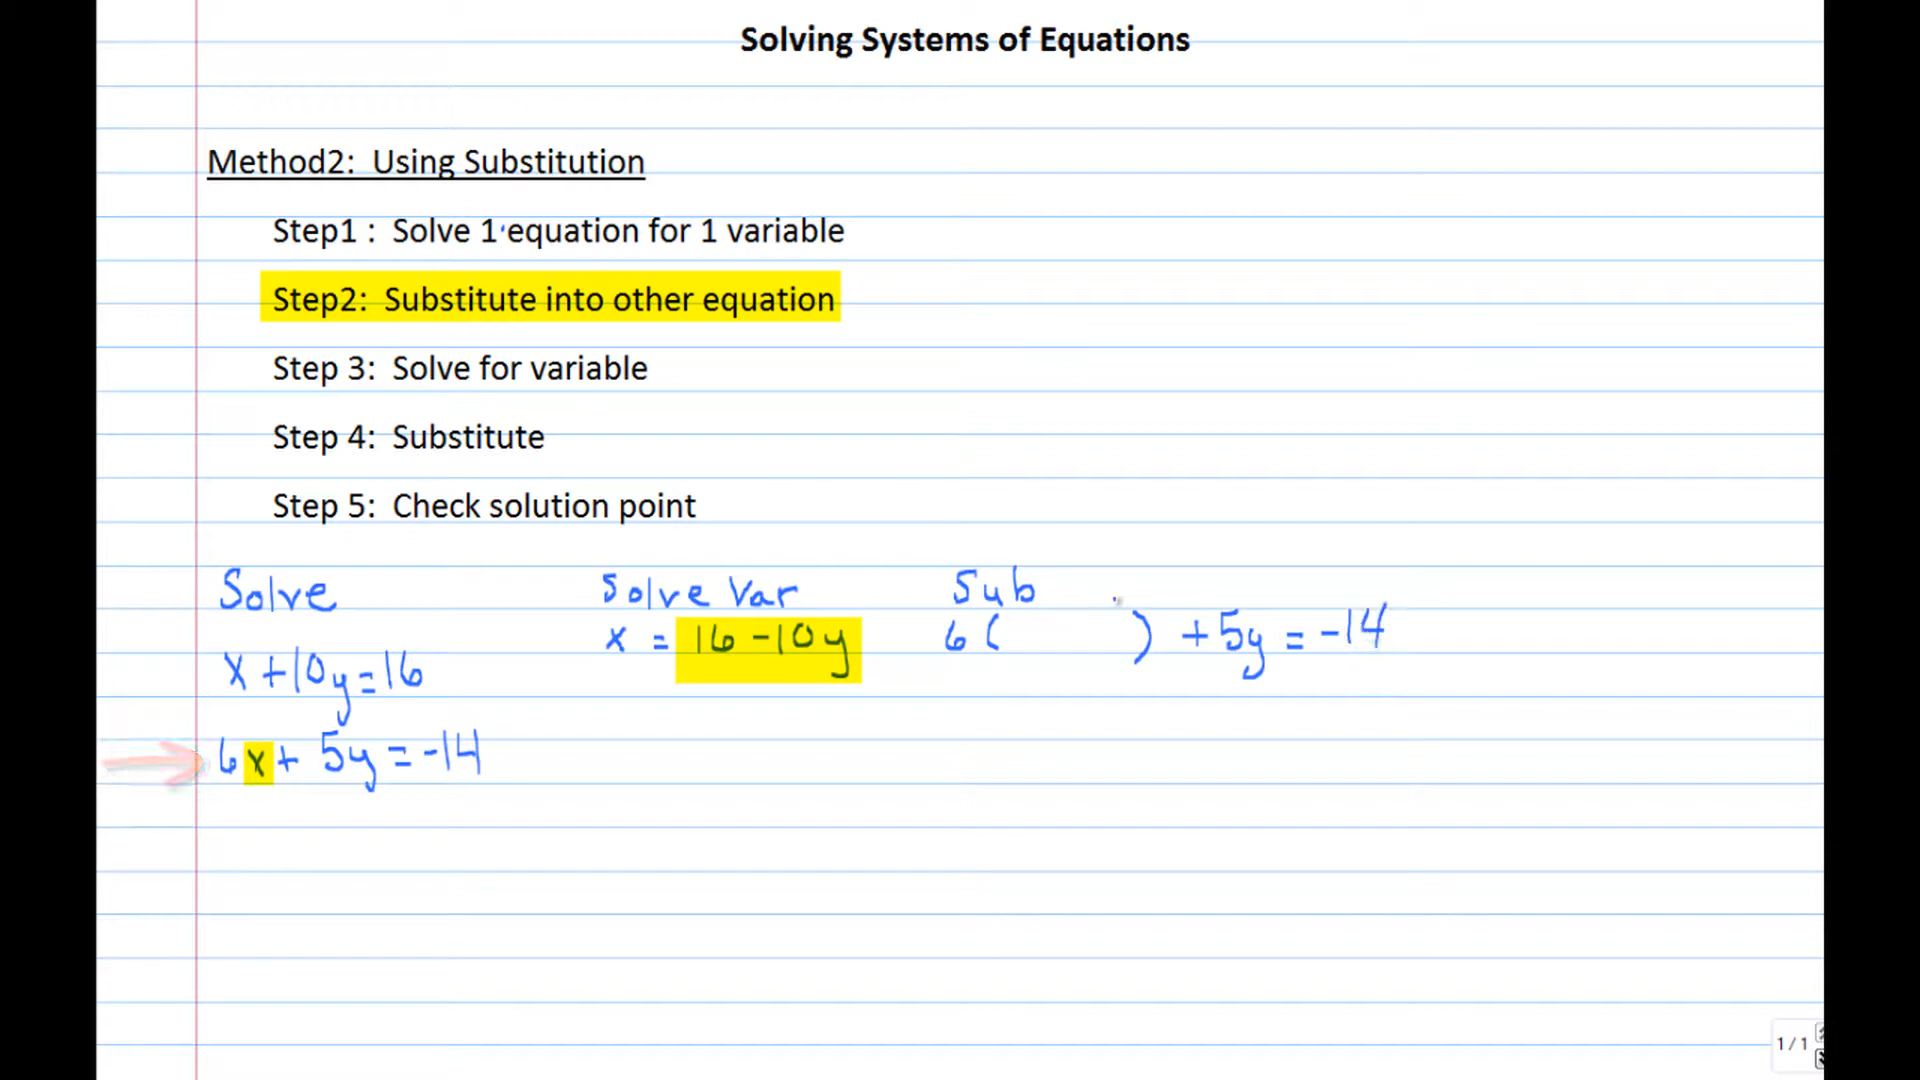 Solving Systems of Equations
Method2: Using Substitution
Step1 : Solve 1 equation for 1 variable
Step2: Substitute into other equation
Step 3: Solve for variable
Step 4: Substitute
Step 5: Check solution point
Solve
x+10y=16
6x+ 5y=-14
Solve Var
x = 16-10y
Sub
6( ) +5y=-14
1/1